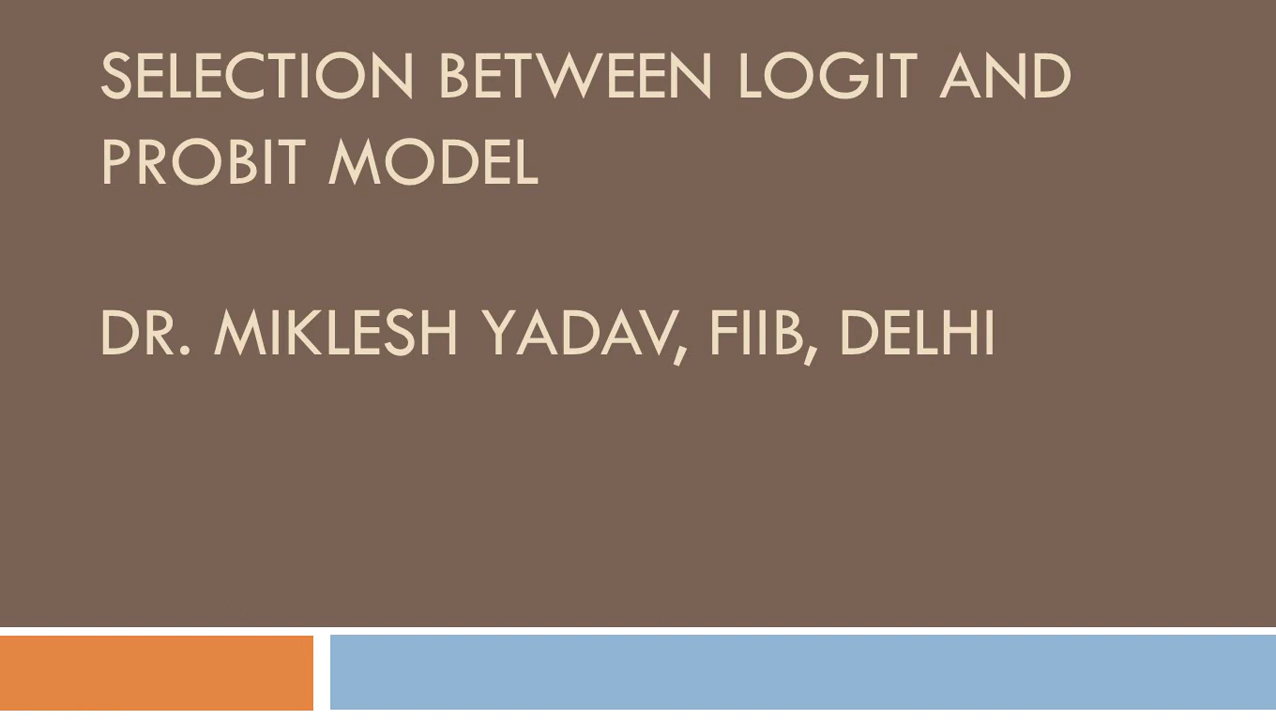 SELECTION BETWEEN LOGIT AND
PROBIT MODEL
DR. MIKLESH YADAV, FIIB, DELHI